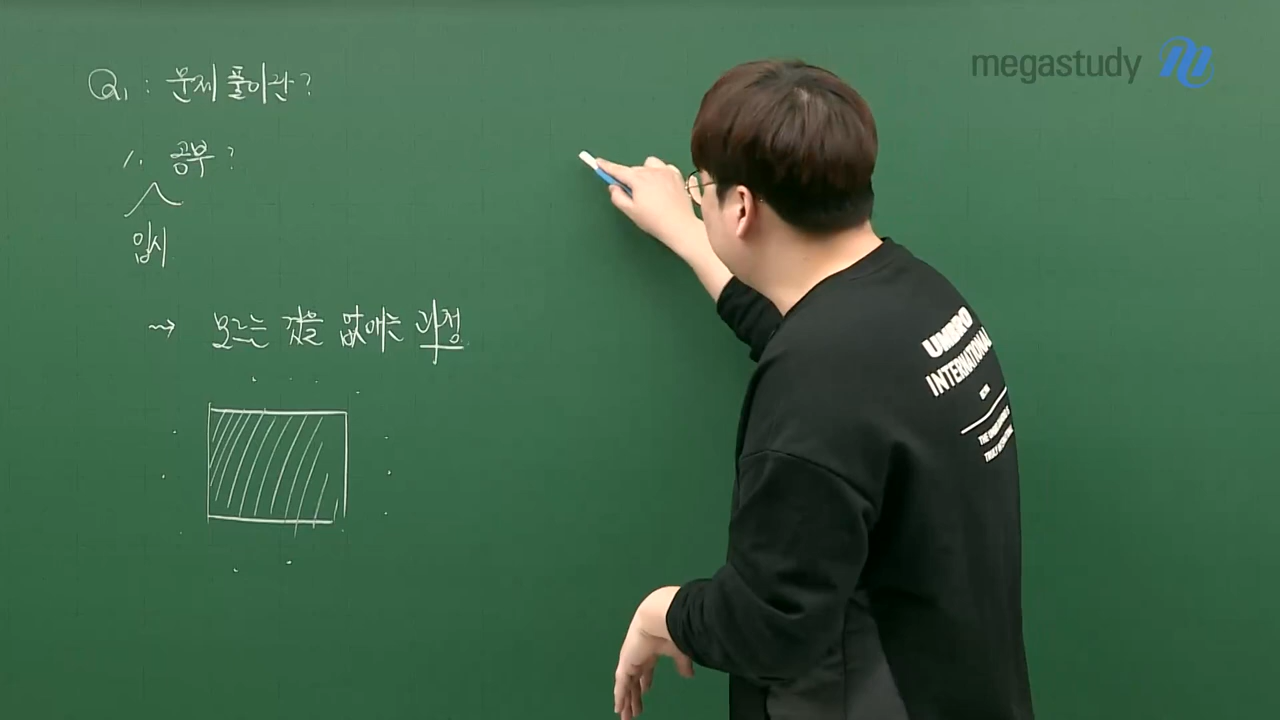 Q1 : 문제 풀이란?
1. 공부?
입시
⇝ 모르는 것을 없애는 과정
megastudy
UMBRO
INTERNATIONAL